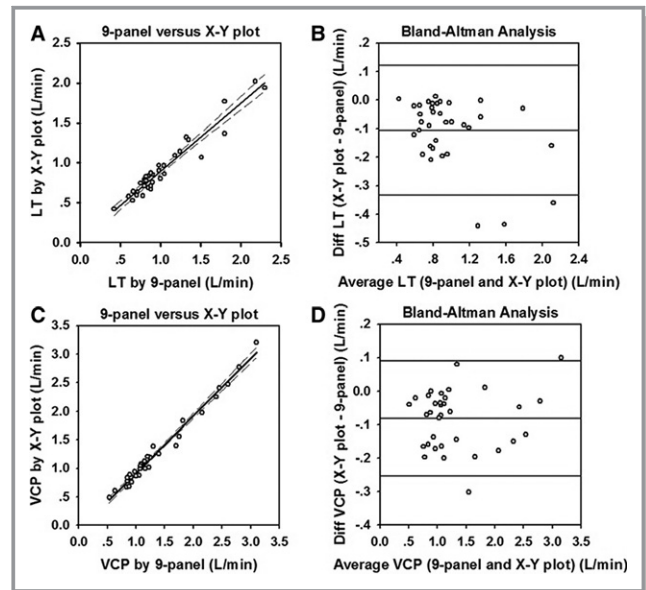 A
9-panel versus X-Y plot
LT by X-Y plot (L/min)
2.5
2.0
1.5
1.0
.5
0.0
0.0 .5 1.0 1.5 2.0 2.5
LT by 9-panel (L/min)
B
Bland-Altman Analysis
Diff LT (X-Y plot - 9-panel) (L/min)
.2
.1
0.0
-.1
-.2
-.3
-.4
-.5
.4 .8 1.2 1.6 2.0 2.4
Average LT (9-panel and X-Y plot) (L/min)
C
9-panel versus X-Y plot
VCP by X-Y plot (L/min)
3.5
3.0
2.5
2.0
1.5
1.0
.5
0.0
0.0 .5 1.0 1.5 2.0 2.5 3.0 3.5
VCP by 9-panel (L/min)
D
Bland-Altman Analysis
Diff VCP (X-Y plot - 9-panel) (L/min)
.2
.1
0.0
-.1
-.2
-.3
-.4
0.0 .5 1.0 1.5 2.0 2.5 3.0 3.5
Average VCP (9-panel and X-Y plot) (L/min)